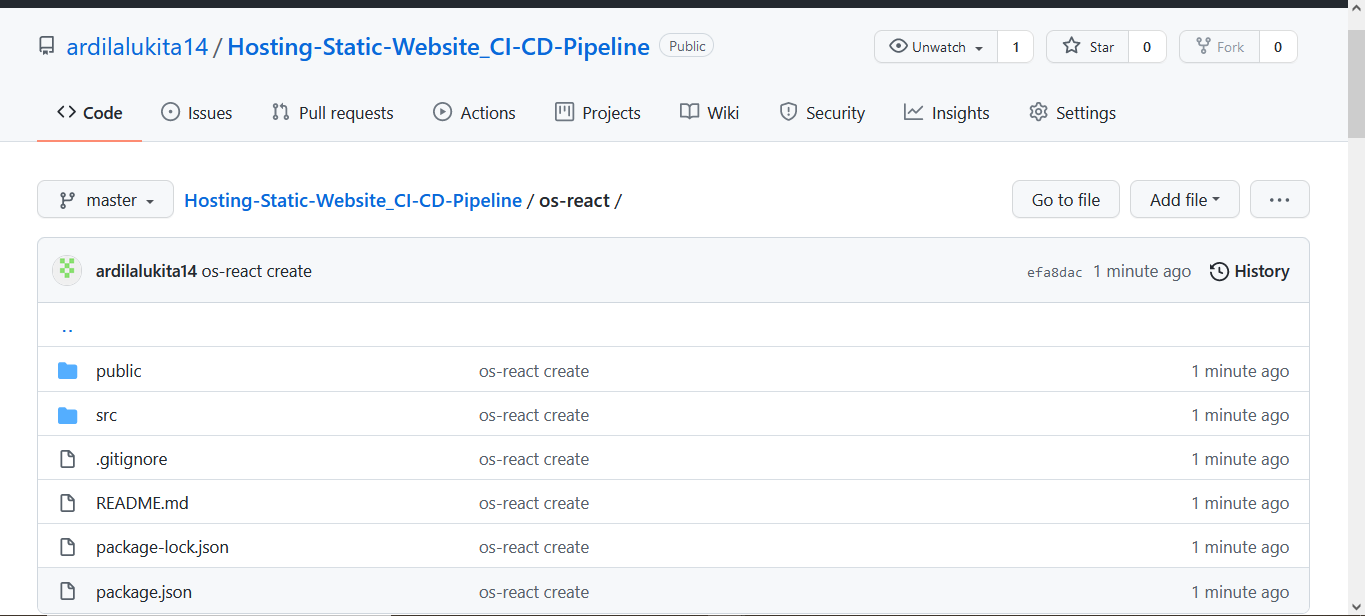 ardilalukita14 / Hosting-Static-Website_CI-CD-Pipeline Public Unwatch 1 Star 0 Fork 0
Code Issues Pull requests Actions Projects Wiki Security Insights Settings
master Hosting-Static-Website_CI-CD-Pipeline / os-react / Go to file Add file ...
ardilalukita14 os-react create efa8dac 1 minute ago History
..
public os-react create 1 minute ago
src os-react create 1 minute ago
.gitignore os-react create 1 minute ago
README.md os-react create 1 minute ago
package-lock.json os-react create 1 minute ago
package.json os-react create 1 minute ago